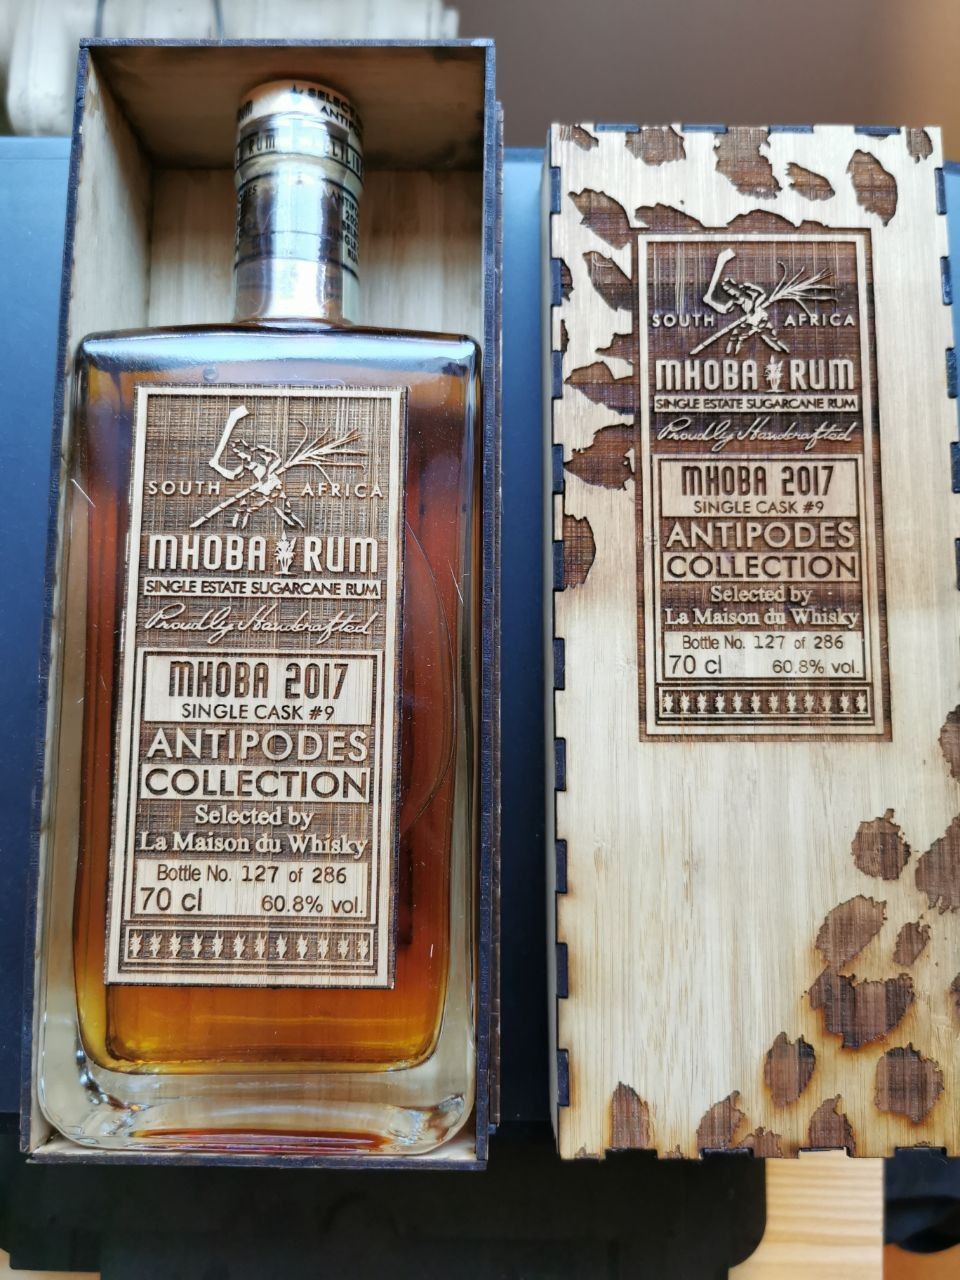 SOUTH AFRICA
MHOBA RUM
SINGLE ESTATE SUGARCANE RUM
Proudly Handcrafted
MHOBA 2017
SINGLE CASK #9
ANTIPODES
COLLECTION
Selected by
La Maison du Whisky
Bottle No. 127 of 286
70 cl 60.8% vol.
SOUTH AFRICA
MHOBA RUM
SINGLE ESTATE SUGARCANE RUM
Proudly Handcrafted
MHOBA 2017
SINGLE CASK #9
ANTIPODES
COLLECTION
Selected by
La Maison du Whisky
Bottle No. 127 of 286
70 cl 60.8% vol.